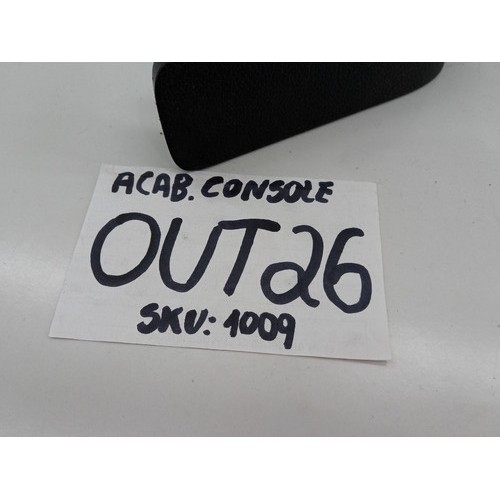 ACAB. CONSOLE
OUT26
SKU: 1009